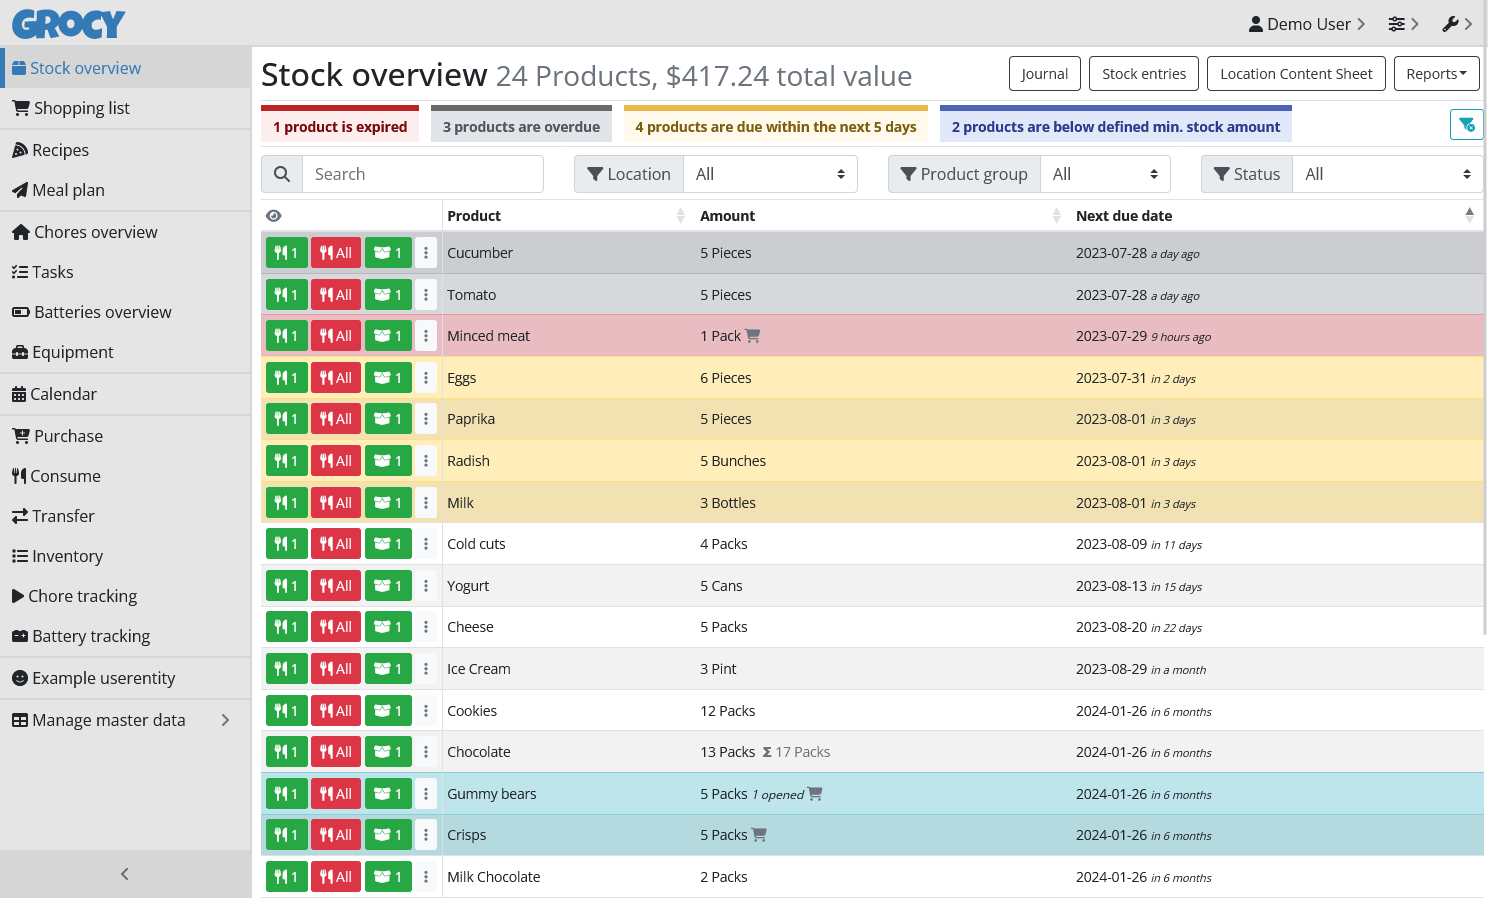 GROCY
Demo User
Stock overview
Shopping list
Recipes
Meal plan
Chores overview
Tasks
Batteries overview
Equipment
Calendar
Purchase
Consume
Transfer
Inventory
Chore tracking
Battery tracking
Example userentity
Manage master data
Stock overview 24 Products, $417.24 total value
Journal Stock entries Location Content Sheet Reports
1 product is expired 3 products are overdue 4 products are due within the next 5 days 2 products are below defined min. stock amount
Search Location All Product group All Status All
Product Amount Next due date
1 All 1 Cucumber 5 Pieces 2023-07-28 a day ago
1 All 1 Tomato 5 Pieces 2023-07-28 a day ago
1 All 1 Minced meat 1 Pack 2023-07-29 9 hours ago
1 All 1 Eggs 6 Pieces 2023-07-31 in 2 days
1 All 1 Paprika 5 Pieces 2023-08-01 in 3 days
1 All 1 Radish 5 Bunches 2023-08-01 in 3 days
1 All 1 Milk 3 Bottles 2023-08-01 in 3 days
1 All 1 Cold cuts 4 Packs 2023-08-09 in 11 days
1 All 1 Yogurt 5 Cans 2023-08-13 in 15 days
1 All 1 Cheese 5 Packs 2023-08-20 in 22 days
1 All 1 Ice Cream 3 Pint 2023-08-29 in a month
1 All 1 Cookies 12 Packs 2024-01-26 in 6 months
1 All 1 Chocolate 13 Packs Σ 17 Packs 2024-01-26 in 6 months
1 All 1 Gummy bears 5 Packs 1 opened 2024-01-26 in 6 months
1 All 1 Crisps 5 Packs 2024-01-26 in 6 months
1 All 1 Milk Chocolate 2 Packs 2024-01-26 in 6 months